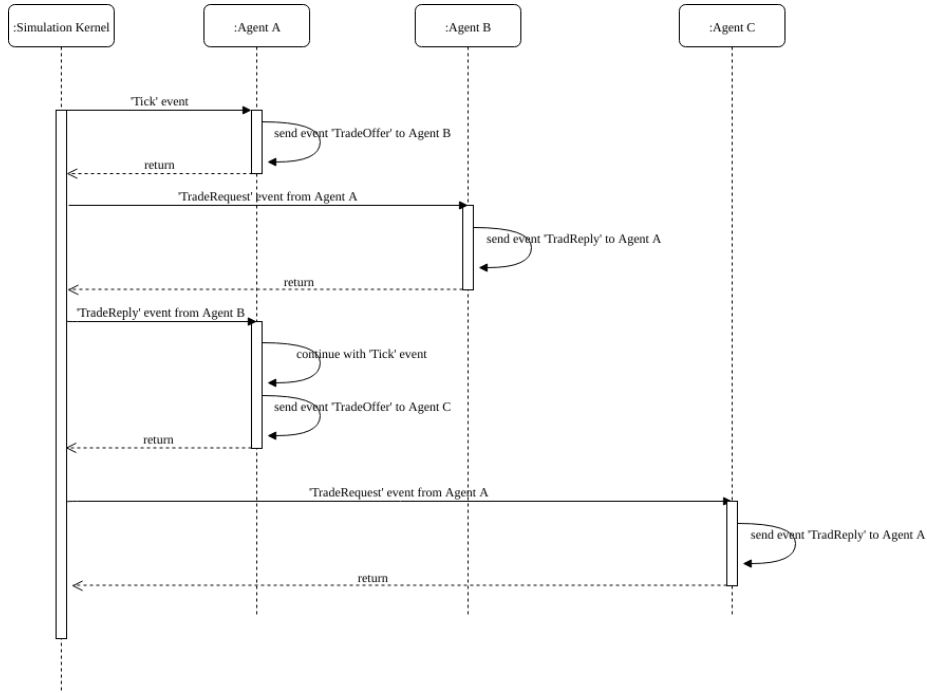 :Simulation Kernel
:Agent A
:Agent B
:Agent C
'Tick' event
send event 'TradeOffer' to Agent B
return
'TradeRequest' event from Agent A
send event 'TradReply' to Agent A
return
'TradeReply' event from Agent B
continue with 'Tick' event
send event 'TradeOffer' to Agent C
return
'TradeRequest' event from Agent A
send event 'TradReply' to Agent A
return